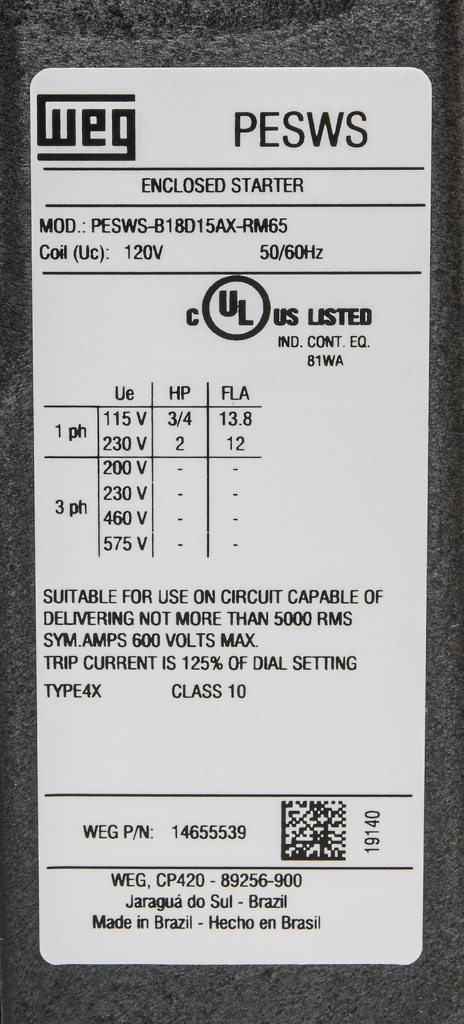 weg PESWS
ENCLOSED STARTER
MOD.: PESWS-B18D15AX-RM65
Coil (Uc): 120V 50/60Hz
C UL US LISTED
IND. CONT. EQ.
81WA
Ue HP FLA
1 ph 115 V 3/4 13.8
230 V 2 12
3 ph 200 V - -
230 V - -
460 V - -
575 V - -
SUITABLE FOR USE ON CIRCUIT CAPABLE OF
DELIVERING NOT MORE THAN 5000 RMS
SYM.AMPS 600 VOLTS MAX.
TRIP CURRENT IS 125% OF DIAL SETTING
TYPE4X CLASS 10
WEG P/N: 14655539 19140
WEG, CP420 - 89256-900
Jaraguá do Sul - Brazil
Made in Brazil - Hecho en Brasil